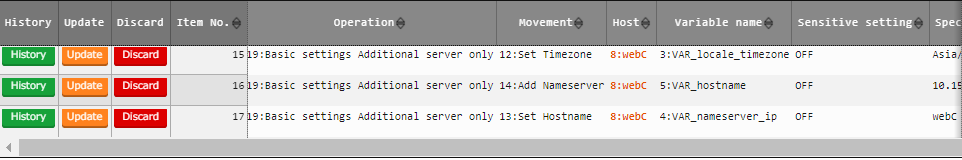 History Update Discard Item No. Operation Movement Host Variable name Sensitive setting Spec
History Update Discard 15 19:Basic settings Additional server only 12:Set Timezone 8:webC 3:VAR_locale_timezone OFF Asia/
History Update Discard 16 19:Basic settings Additional server only 14:Add Nameserver 8:webC 5:VAR_hostname OFF 10.15
History Update Discard 17 19:Basic settings Additional server only 13:Set Hostname 8:webC 4:VAR_nameserver_ip OFF webC